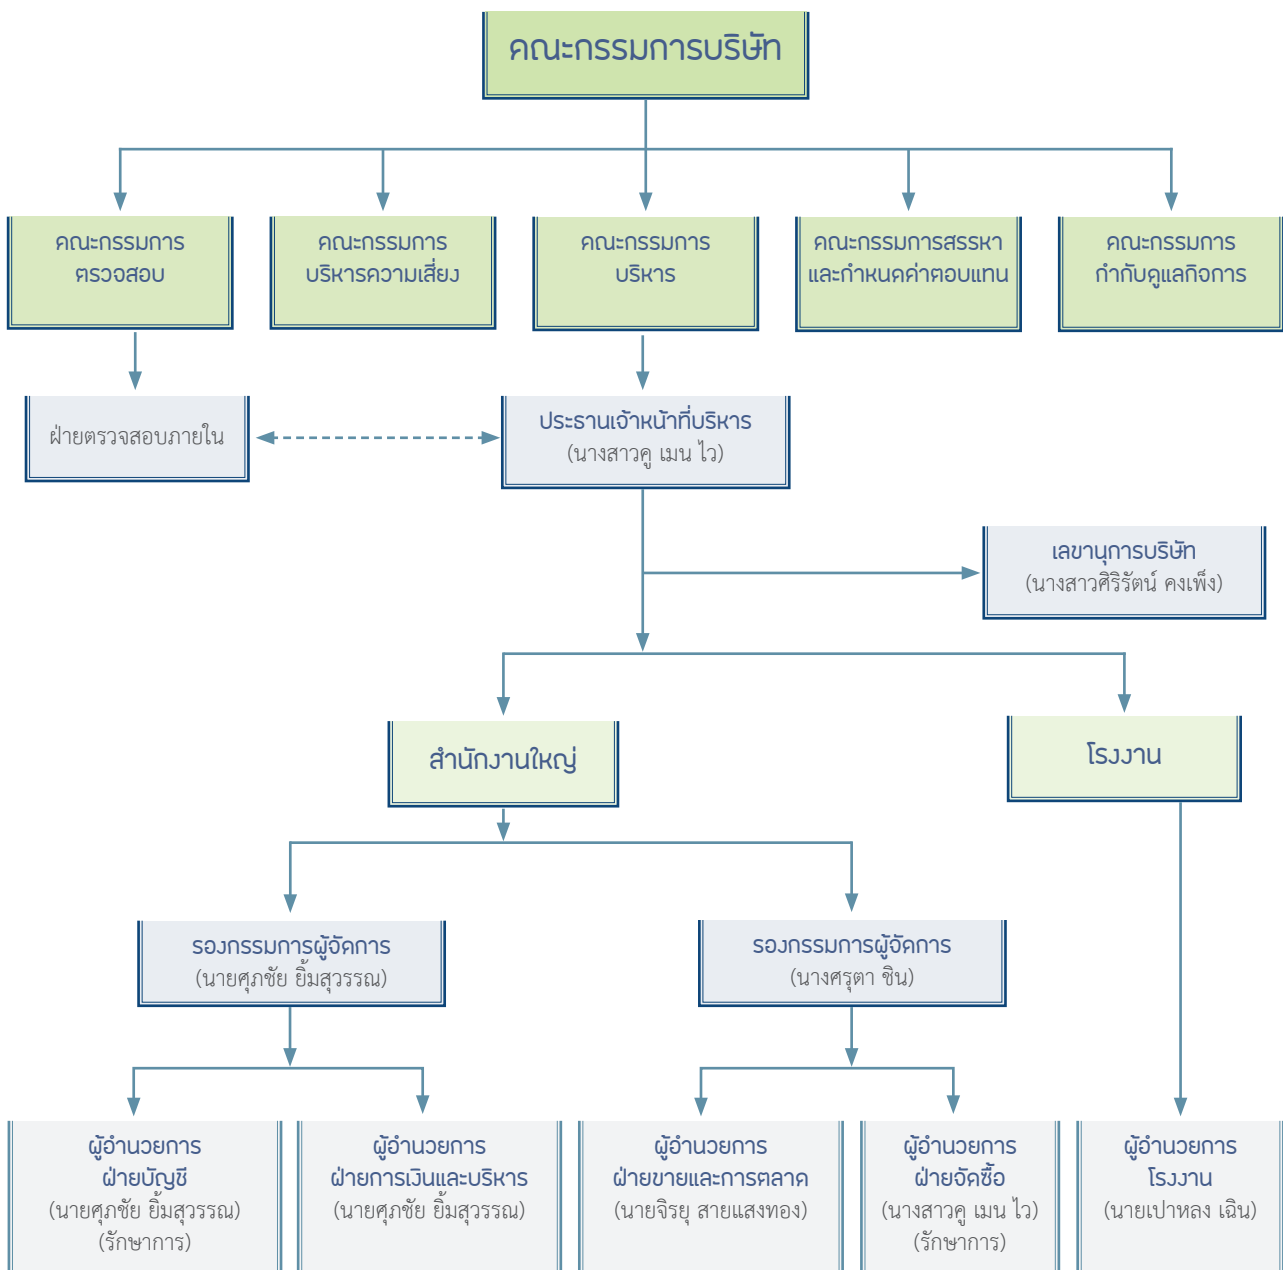 คณะกรรมการบริษัท
คณะกรรมการ
ตรวจสอบ
คณะกรรมการ
บริหารความเสี่ยง
คณะกรรมการ
บริหาร
คณะกรรมการสรรหา
และกำหนดค่าตอบแทน
คณะกรรมการ
กำกับดูแลกิจการ
ฝ่ายตรวจสอบภายใน
ประธานเจ้าหน้าที่บริหาร
(นางสาวคู เมน ไว)
เลขานุการบริษัท
(นางสาวศิริรัตน์ คงเพ็ง)
สำนักงานใหญ่
โรงงาน
รองกรรมการผู้จัดการ
(นายศุภชัย ยิ้มสุวรรณ)
รองกรรมการผู้จัดการ
(นางศรุตา ชิน)
ผู้อำนวยการ
ฝ่ายบัญชี
(นายศุภชัย ยิ้มสุวรรณ)
(รักษาการ)
ผู้อำนวยการ
ฝ่ายการเงินและบริหาร
(นายศุภชัย ยิ้มสุวรรณ)
ผู้อำนวยการ
ฝ่ายขายและการตลาด
(นายจิรยุ สายแสงทอง)
ผู้อำนวยการ
ฝ่ายจัดซื้อ
(นางสาวคู เมน ไว)
(รักษาการ)
ผู้อำนวยการ
โรงงาน
(นายเปาหลง เฉิน)